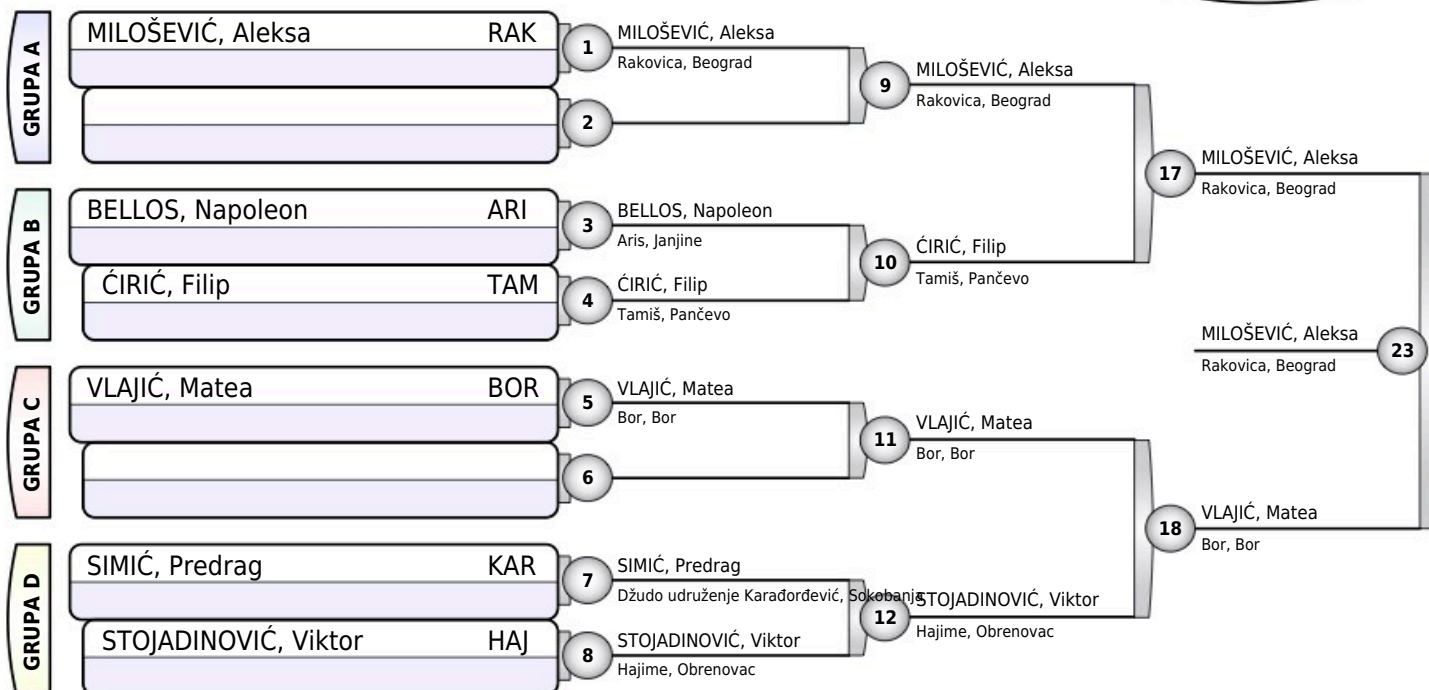 GRUPA A
MILOŠEVIĆ, Aleksa RAK
1
MILOŠEVIĆ, Aleksa
Rakovica, Beograd
2
9
MILOŠEVIĆ, Aleksa
Rakovica, Beograd
17
MILOŠEVIĆ, Aleksa
Rakovica, Beograd
GRUPA B
BELLOS, Napoleon ARI
3
BELLOS, Napoleon
Aris, Janjine
ĆIRIĆ, Filip TAM
4
ĆIRIĆ, Filip
Tamiš, Pančevo
10
ĆIRIĆ, Filip
Tamiš, Pančevo
MILOŠEVIĆ, Aleksa
Rakovica, Beograd
23
GRUPA C
VLAJIĆ, Matea BOR
5
VLAJIĆ, Matea
Bor, Bor
6
11
VLAJIĆ, Matea
Bor, Bor
18
VLAJIĆ, Matea
Bor, Bor
GRUPA D
SIMIĆ, Predrag KAR
7
SIMIĆ, Predrag
Džudo udruženje Karađorđević, Sokobanja
STOJADINOVIĆ, Viktor HAJ
8
STOJADINOVIĆ, Viktor
Hajime, Obrenovac
12
STOJADINOVIĆ, Viktor
Hajime, Obrenovac